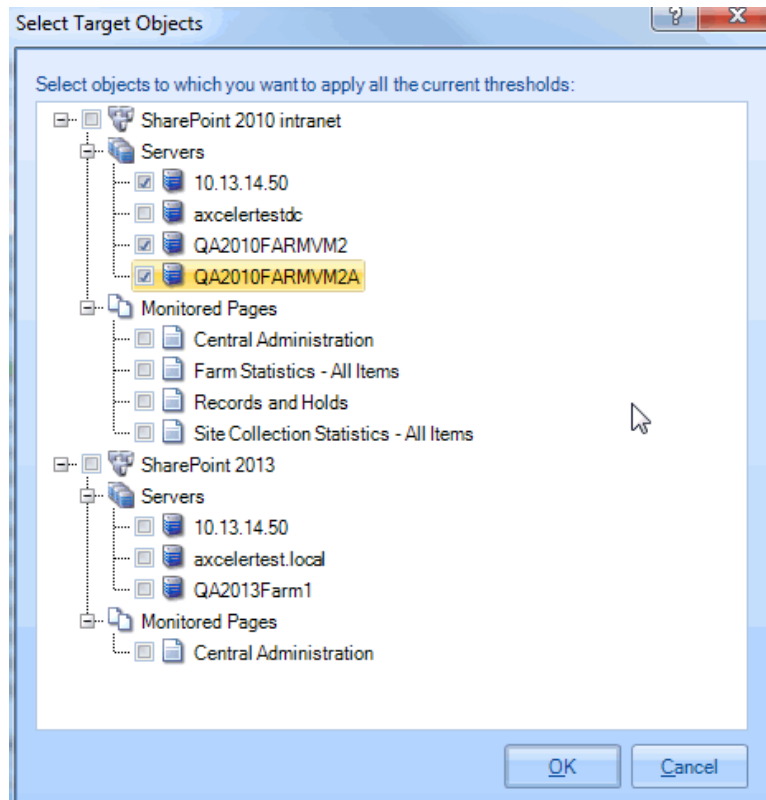 Select Target Objects
Select objects to which you want to apply all the current thresholds:
SharePoint 2010 intranet
Servers
10.13.14.50
axcelertestdc
QA2010FARMVM2
QA2010FARMVM2A
Monitored Pages
Central Administration
Farm Statistics - All Items
Records and Holds
Site Collection Statistics - All Items
SharePoint 2013
Servers
10.13.14.50
axcelertest.local
QA2013Farm1
Monitored Pages
Central Administration
OK Cancel